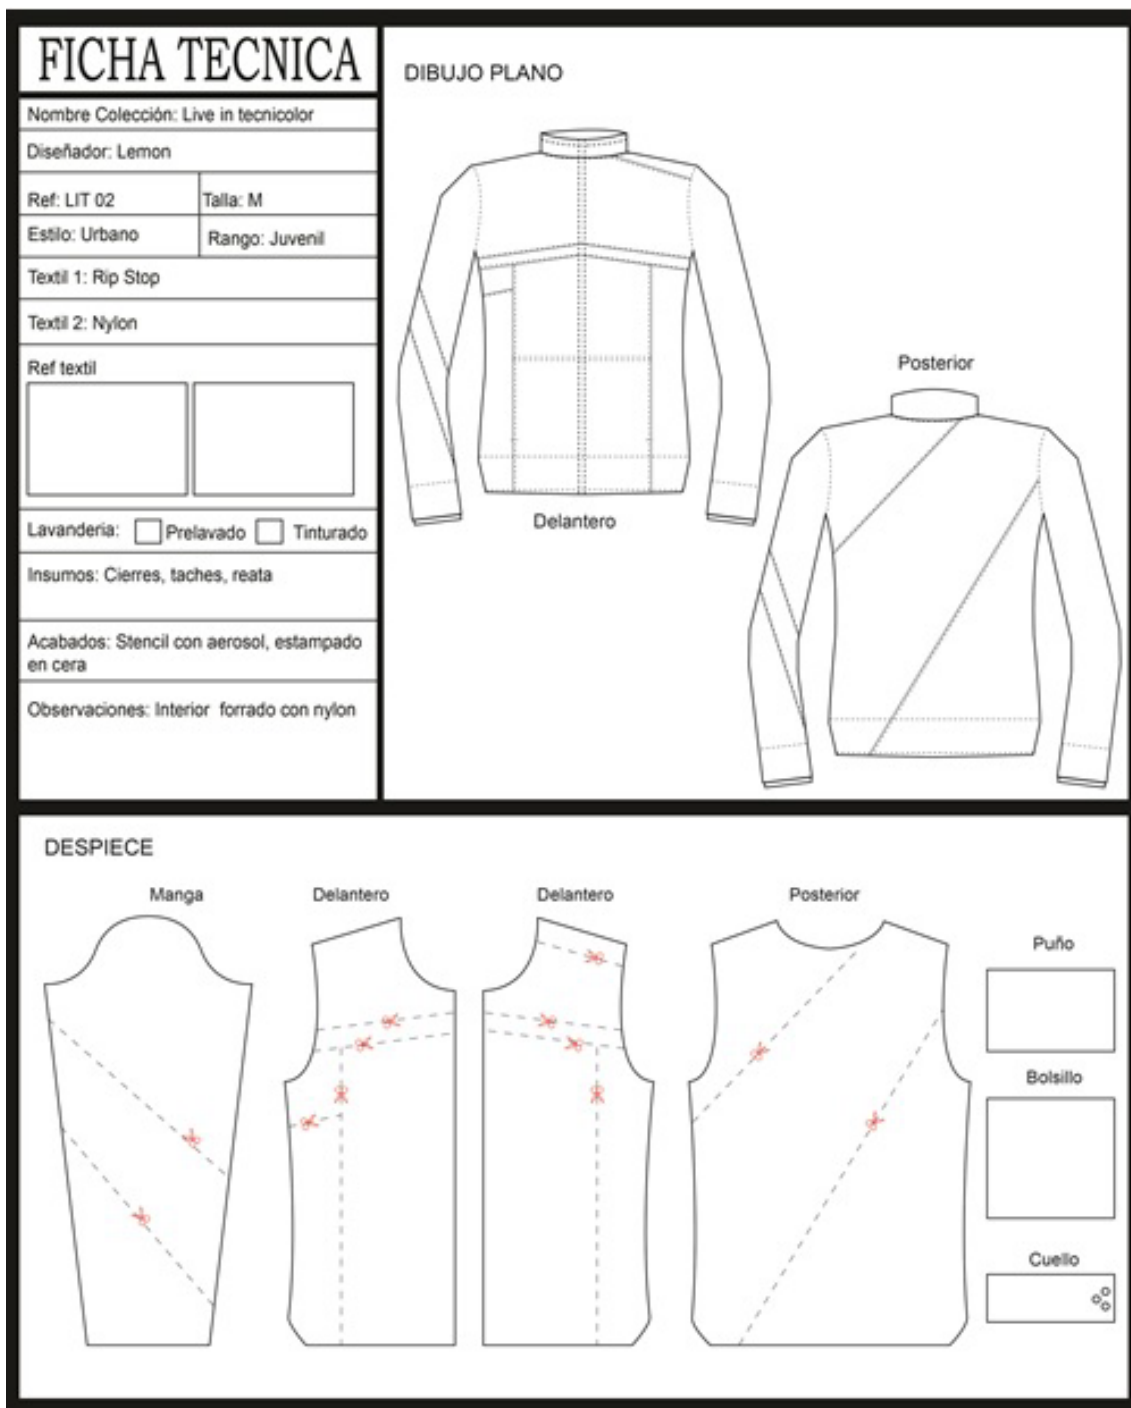 FICHA TECNICA
Nombre Colección: Live in tecnicolor
Diseñador: Lemon
Ref: LIT 02
Talla: M
Estilo: Urbano
Rango: Juvenil
Textil 1: Rip Stop
Textil 2: Nylon
Ref textil
Lavanderia:
Prelavado
Tinturado
Insumos: Cierres, taches, reata
Acabados: Stencil con aerosol, estampado
en cera
Observaciones: Interior forrado con nylon
DIBUJO PLANO
Delantero
Posterior
DESPIECE
Manga
Delantero
Delantero
Posterior
Puño
Bolsillo
Cuello